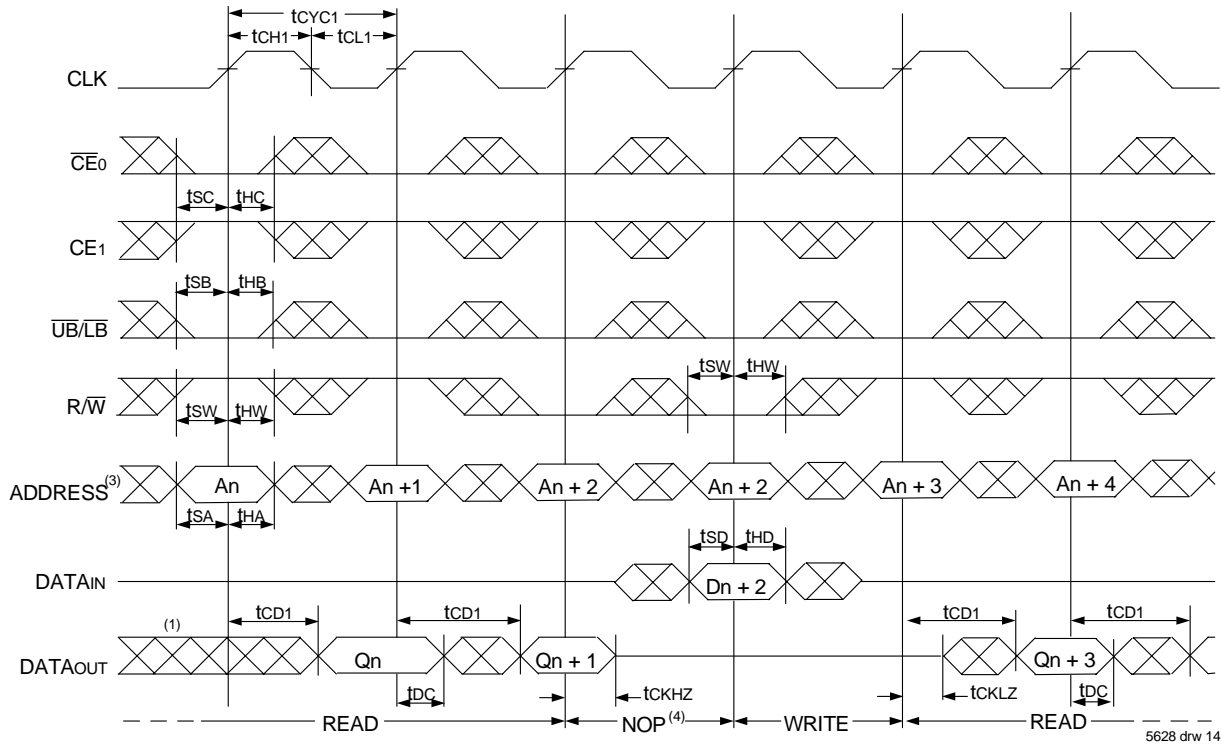 tCYC1
tCH1 tCL1
CLK
CE0
tSC tHC
CE1
tSB tHB
UB/LB
tSW tHW
R/W
tSW tHW
ADDRESS(3) An An +1 An + 2 An + 2 An + 3 An + 4
tSA tHA
tSD tHD
DATAIN Dn + 2
(1) tCD1 tCD1 tCD1 tCD1
DATAOUT Qn Qn + 1 Qn + 3
tDC tCKHZ tCKLZ tDC
READ NOP(4) WRITE READ
5628 drw 14